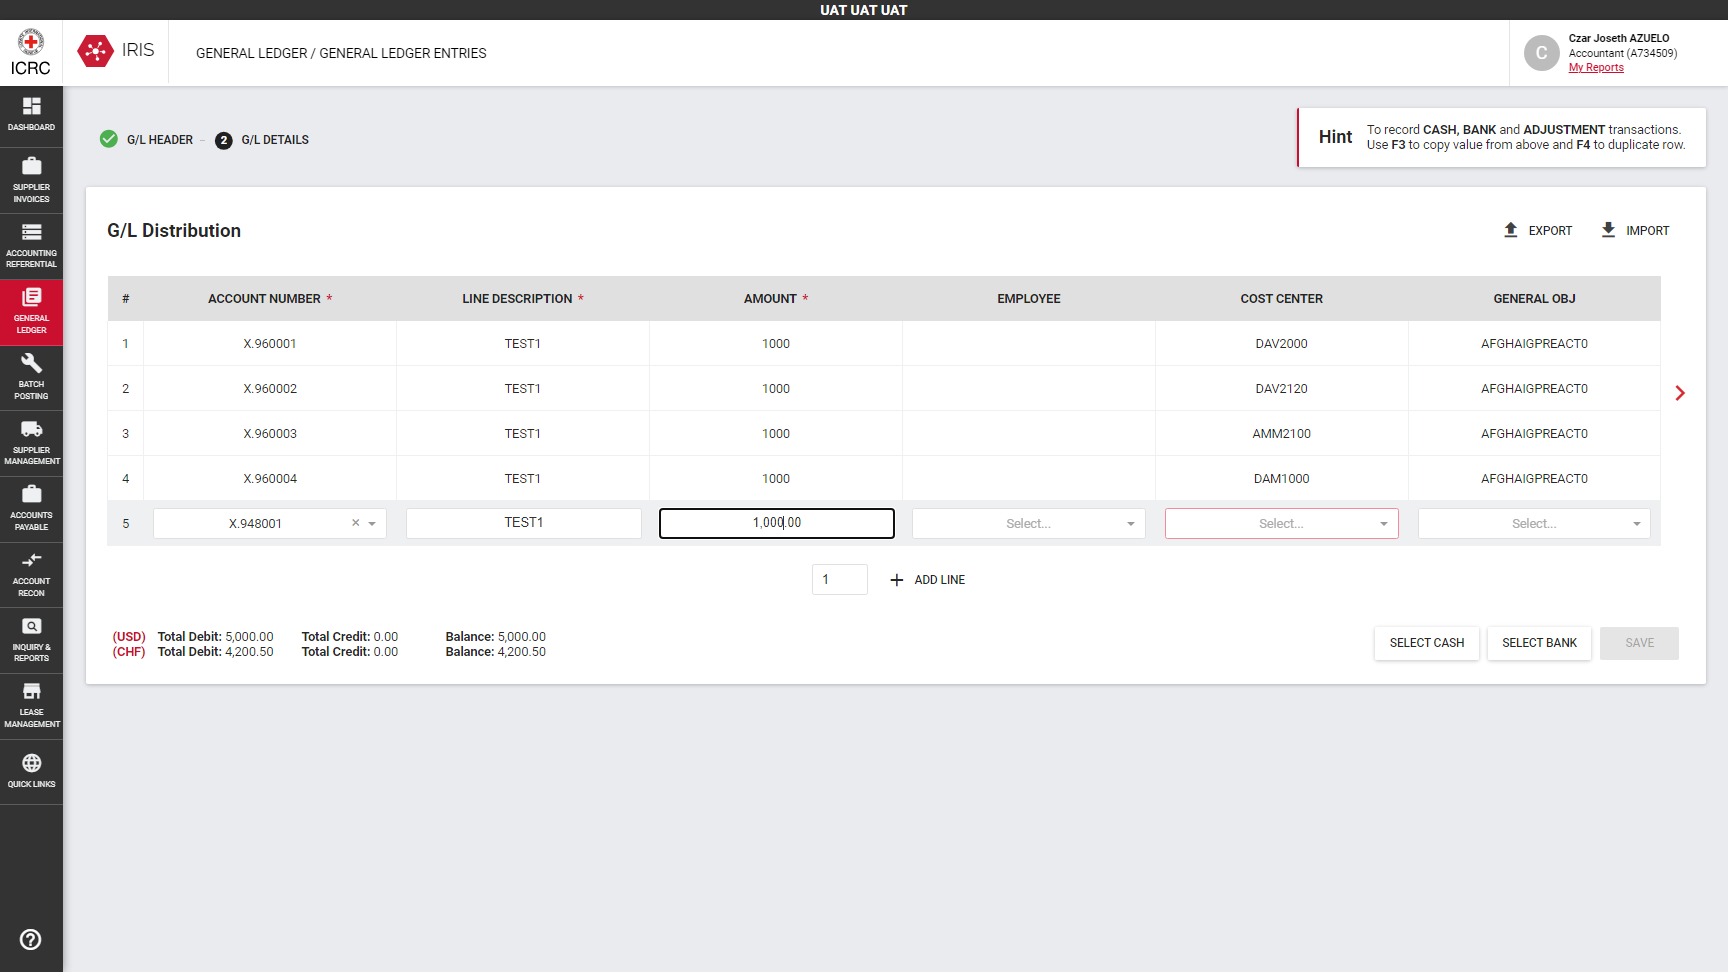 UAT UAT UAT
ICRC
IRIS
GENERAL LEDGER / GENERAL LEDGER ENTRIES
C
Czar Joseth AZUELO
Accountant (A734509)
My Reports
DASHBOARD
SUPPLIER
INVOICES
ACCOUNTING
REFERENTIAL
GENERAL
LEDGER
BATCH
POSTING
SUPPLIER
MANAGEMENT
ACCOUNTS
PAYABLE
ACCOUNT
RECON
INQUIRY &
REPORTS
LEASE
MANAGEMENT
QUICK LINKS
G/L HEADER – 2 G/L DETAILS
Hint
To record CASH, BANK and ADJUSTMENT transactions.
Use F3 to copy value from above and F4 to duplicate row.
G/L Distribution
EXPORT IMPORT
# ACCOUNT NUMBER * LINE DESCRIPTION * AMOUNT * EMPLOYEE COST CENTER GENERAL OBJ
1 X.960001 TEST1 1000 DAV2000 AFGHAIGPREACT0
2 X.960002 TEST1 1000 DAV2120 AFGHAIGPREACT0
3 X.960003 TEST1 1000 AMM2100 AFGHAIGPREACT0
4 X.960004 TEST1 1000 DAM1000 AFGHAIGPREACT0
5 X.948001 × TEST1 1,000.00 Select... Select... Select...
1 + ADD LINE
(USD) Total Debit: 5,000.00 Total Credit: 0.00 Balance: 5,000.00
(CHF) Total Debit: 4,200.50 Total Credit: 0.00 Balance: 4,200.50
SELECT CASH SELECT BANK SAVE